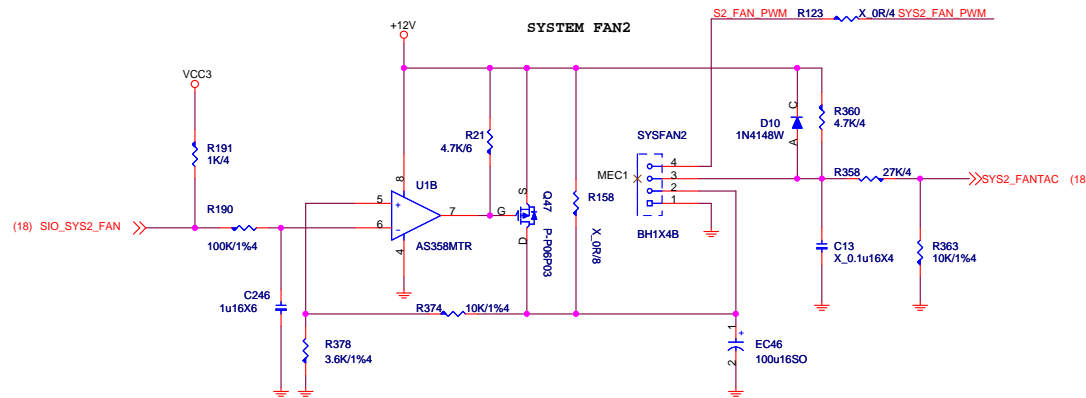 S2_FAN_PWM R123 X_0R/4 SYS2_FAN_PWM
+12V
SYSTEM FAN2
VCC3
R191
1K/4
R21
4.7K/6
D10
1N4148W
C
A
R360
4.7K/4
SYSFAN2
MEC1
4
3
2
1
BH1X4B
R358 27K/4
SYS2_FANTAC (18
U1B
8
5
+
6
-
7
4
AS358MTR
G
S
D
Q47
P-P06P03
R158
X_0R/8
(18) SIO_SYS2_FAN
R190
100K/1%4
C246
1u16X6
C13
X_0.1u16X4
R363
10K/1%4
R374 10K/1%4
R378
3.6K/1%4
1
+
2
EC46
100u16SO